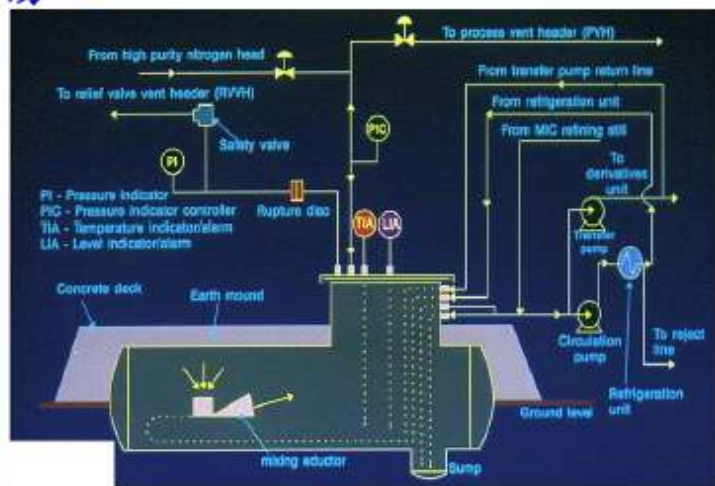 To process vent header (PVH)
From high purity nitrogen head
From transfer pump return line
To relief valve vent header (RVVH)
From refrigeration unit
Safety valve
PIC
From MIC refining still
PI
To
derivatives
unit
PI - Pressure indicator
PIC - Pressure indicator controller
TIA - Temperature indicator/alarm
LIA - Level indicator/alarm
Rupture disc
TIA
LIA
Transfer
pump
Concrete deck
Earth mound
Circulation
pump
To reject
line
Refrigeration
unit
Ground level
mixing eductor
Sump